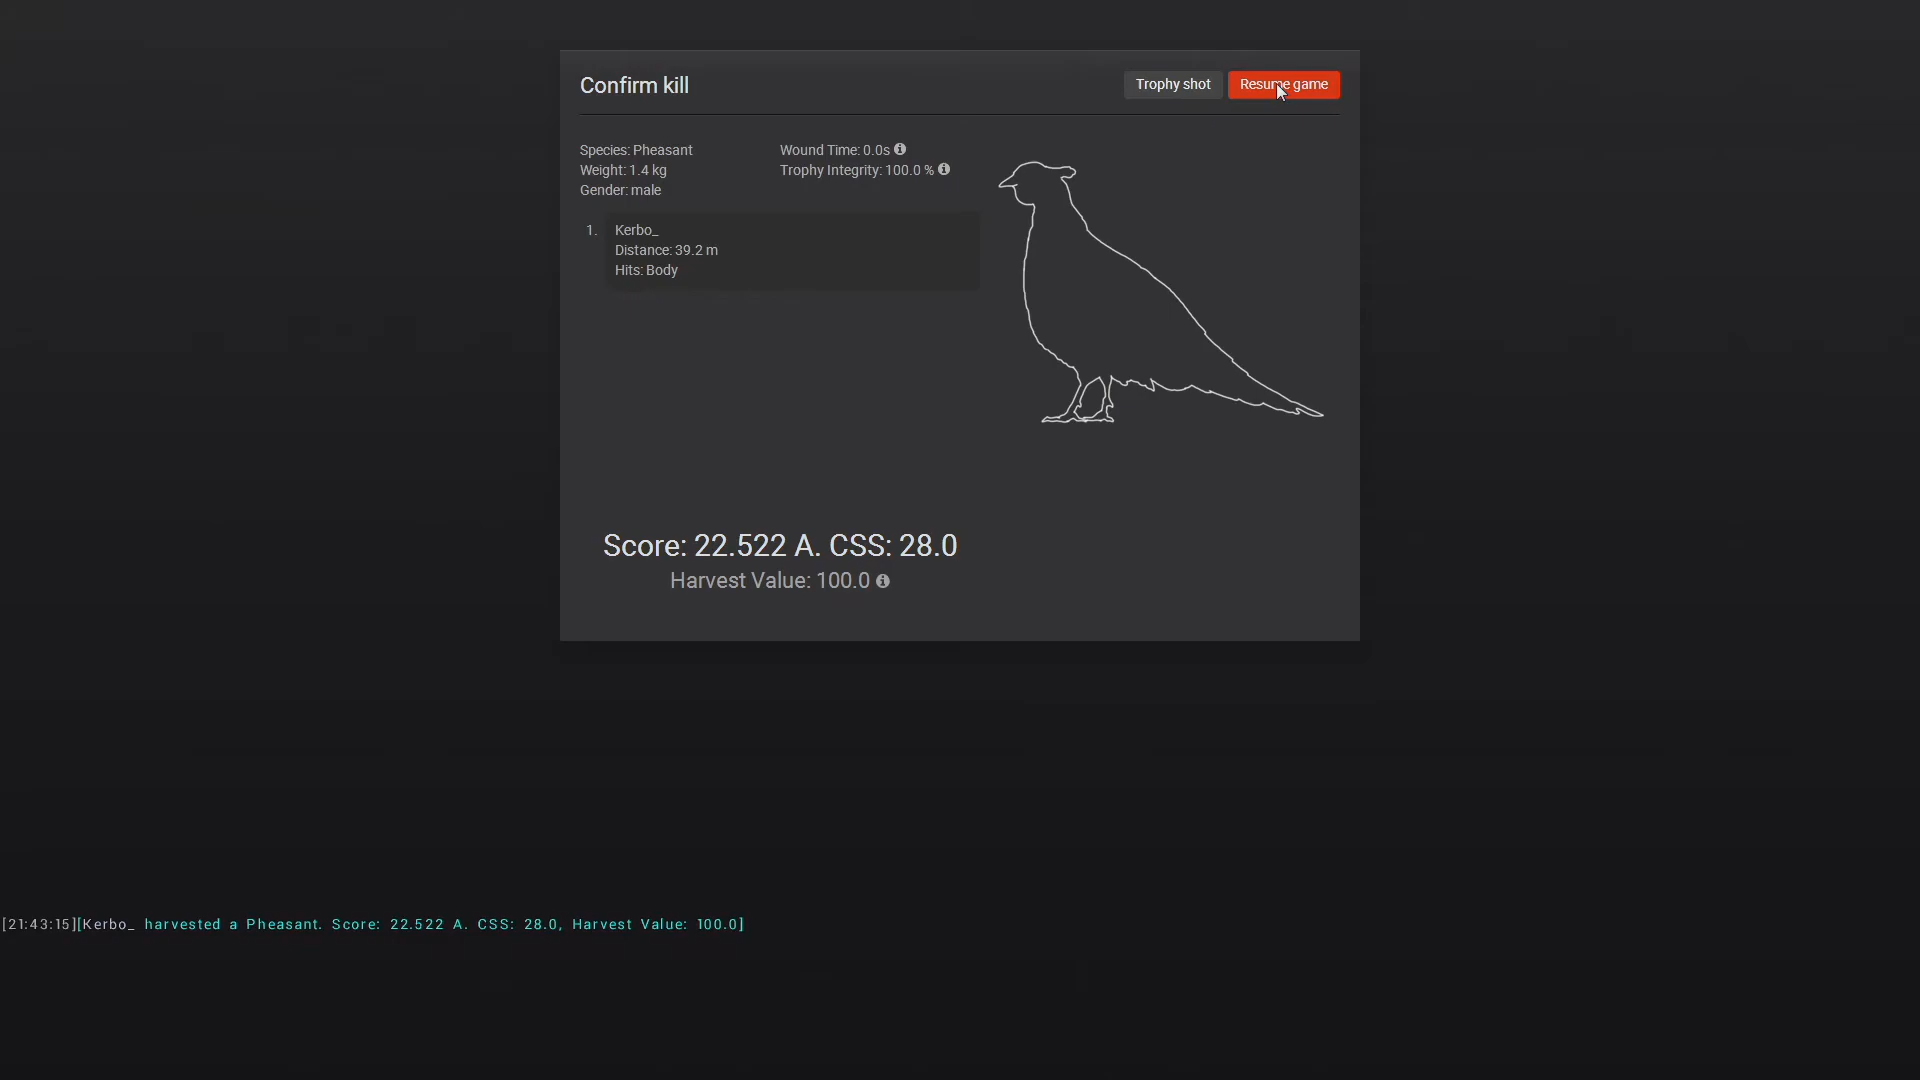 Confirm kill
Trophy shot
Resume game
Species: Pheasant
Weight: 1.4 kg
Gender: male
Wound Time: 0.0s
Trophy Integrity: 100.0 %
1.
Kerbo_
Distance: 39.2 m
Hits: Body
Score: 22.522 A. CSS: 28.0
Harvest Value: 100.0
[21:43:15][Kerbo_ harvested a Pheasant. Score: 22.522 A. CSS: 28.0, Harvest Value: 100.0]